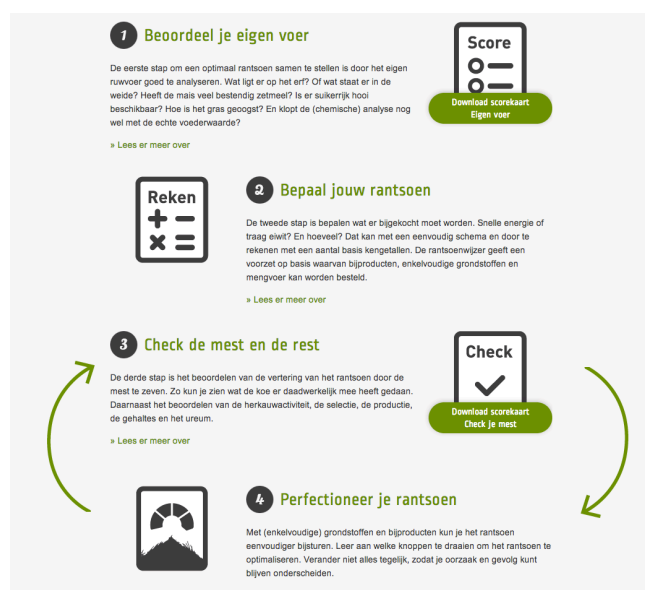 1 Beoordeel je eigen voer
De eerste stap om een optimaal rantsoen samen te stellen is door het eigen
ruwvoer goed te analyseren. Wat ligt er op het erf? Of wat staat er in de
weide? Heeft de mais veel bestendig zetmeel? Is er suikerrijk hooi
beschikbaar? Hoe is het gras geoogst? En klopt de (chemische) analyse nog
wel met de echte voederwaarde?
» Lees er meer over
Score
Download scorekaart
Eigen voer
Reken
2 Bepaal jouw rantsoen
De tweede stap is bepalen wat er bijgekocht moet worden. Snelle energie of
traag eiwit? En hoeveel? Dat kan met een eenvoudig schema en door te
rekenen met een aantal basis kengetallen. De rantsoenwijzer geeft een
voorzet op basis waarvan bijproducten, enkelvoudige grondstoffen en
mengvoer kan worden besteld.
» Lees er meer over
3 Check de mest en de rest
De derde stap is het beoordelen van de vertering van het rantsoen door de
mest te zeven. Zo kun je zien wat de koe er daadwerkelijk mee heeft gedaan.
Daarnaast het beoordelen van de herkauwactiviteit, de selectie, de productie,
de gehaltes en het ureum.
» Lees er meer over
Check
Download scorekaart
Check je mest
4 Perfectioneer je rantsoen
Met (enkelvoudige) grondstoffen en bijproducten kun je het rantsoen
eenvoudiger bijsturen. Leer aan welke knoppen te draaien om het rantsoen te
optimaliseren. Verander niet alles tegelijk, zodat je oorzaak en gevolg kunt
blijven onderscheiden.